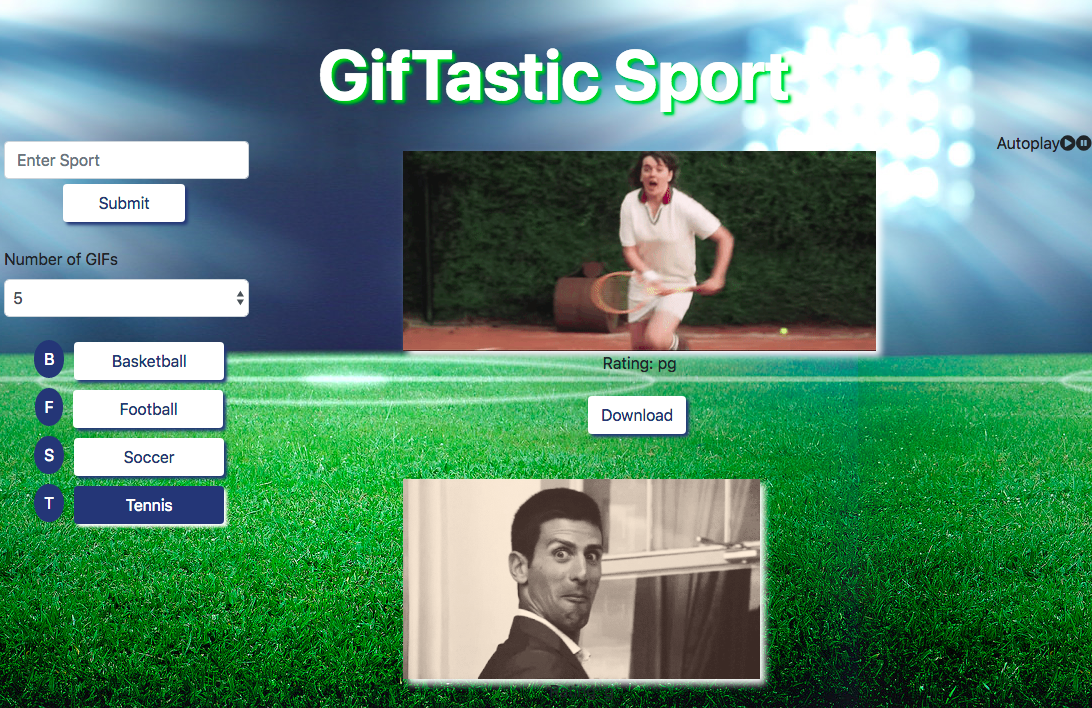 GifTastic Sport
Autoplay
Enter Sport
Submit
Number of GIFs
5
B Basketball
F Football
S Soccer
T Tennis
Rating: pg
Download